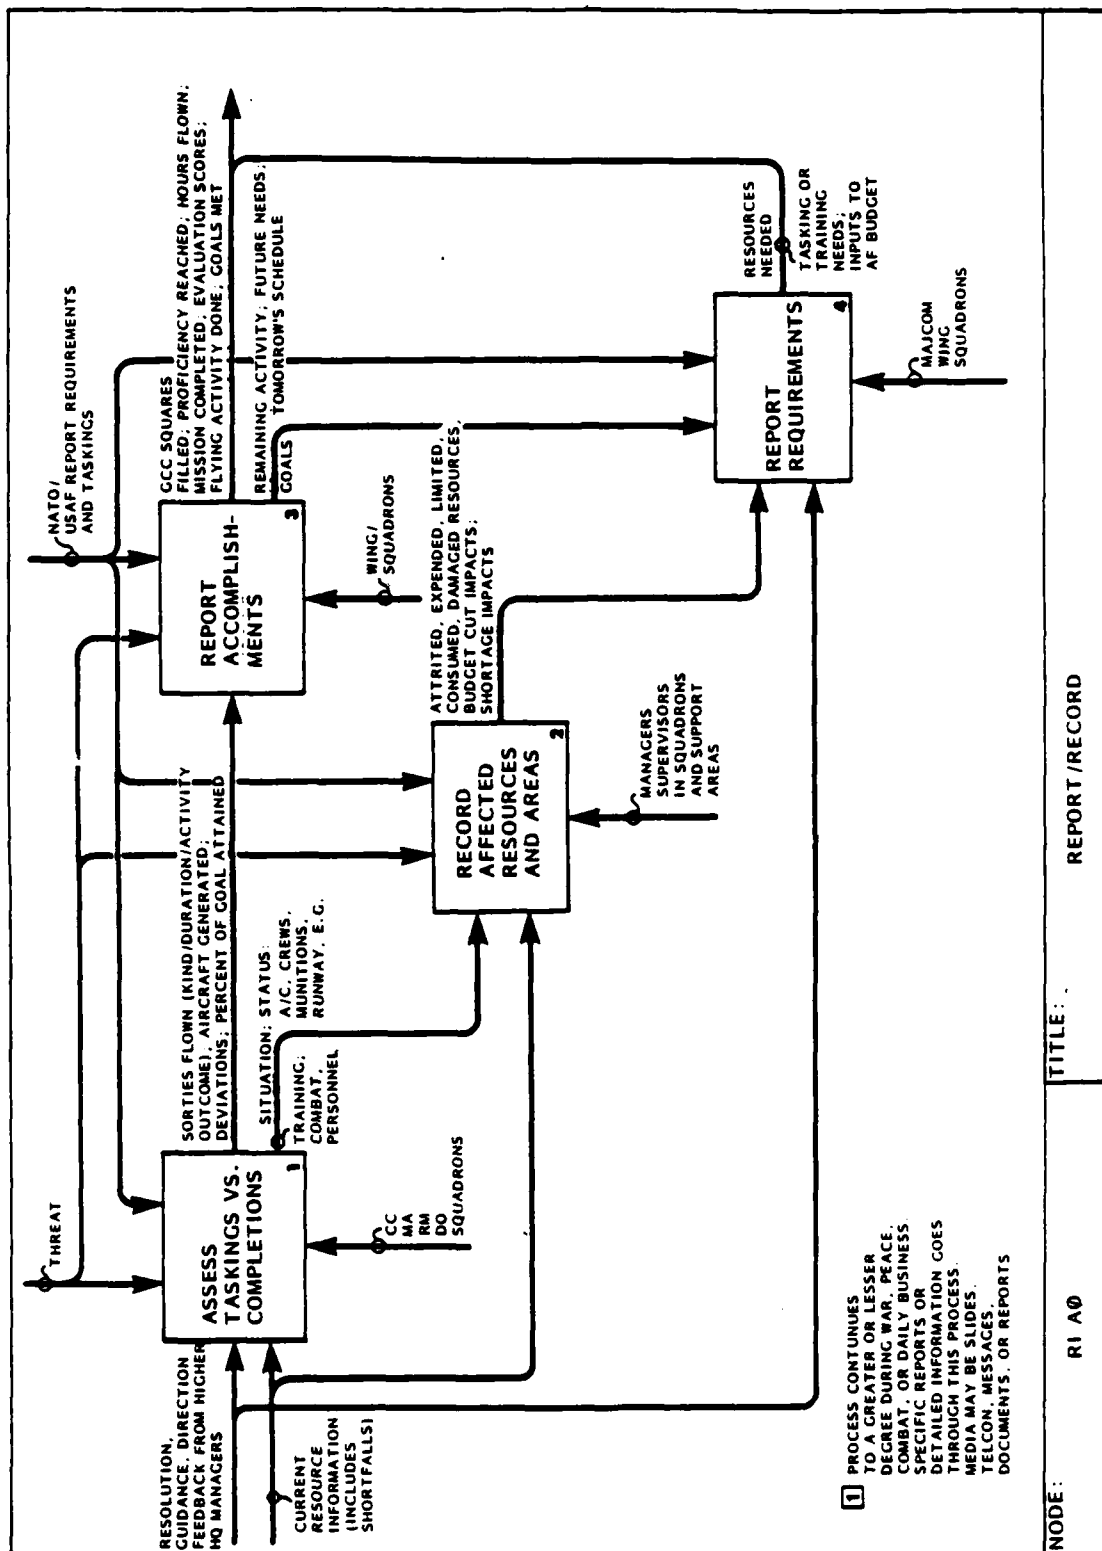 THREAT
NATO/
USAF REPORT REQUIREMENTS
AND TASKINGS
RESOLUTION,
GUIDANCE, DIRECTION
FEEDBACK FROM HIGHER
HQ MANAGERS
CURRENT
RESOURCE
INFORMATION
(INCLUDES
SHORTFALLS)
ASSESS
TASKINGS VS.
COMPLETIONS
1
CC
MA
RM
DO
SQUADRONS
SORTIES FLOWN (KIND/DURATION/ACTIVITY
OUTCOME), AIRCRAFT GENERATED;
DEVIATIONS; PERCENT OF GOAL ATTAINED
SITUATION; STATUS:
A/C, CREWS,
MUNITIONS,
RUNWAY, E.G.
TRAINING;
COMBAT,
PERSONNEL
RECORD
AFFECTED
RESOURCES
AND AREAS
2
MANAGERS
SUPERVISORS
IN SQUADRONS
AND SUPPORT
AREAS
ATTRITED, EXPENDED, LIMITED,
CONSUMED, DAMAGED RESOURCES,
BUDGET CUT IMPACTS;
SHORTAGE IMPACTS
REPORT
ACCOMPLISH-
MENTS
3
WING/
SQUADRONS
GCC SQUARES
FILLED; PROFICIENCY REACHED; HOURS FLOWN;
MISSION COMPLETED, EVALUATION SCORES;
FLYING ACTIVITY DONE; GOALS MET
REMAINING ACTIVITY; FUTURE NEEDS;
GOALS TOMORROW'S SCHEDULE
REPORT
REQUIREMENTS
4
MAJCOM
WING
SQUADRONS
RESOURCES
NEEDED
TASKING OR
TRAINING
NEEDS;
INPUTS TO
AF BUDGET
1 PROCESS CONTUNUES
TO A GREATER OR LESSER
DEGREE DURING WAR, PEACE,
COMBAT, OR DAILY BUSINESS.
SPECIFIC REPORTS OR
DETAILED INFORMATION GOES
THROUGH THIS PROCESS.
MEDIA MAY BE SLIDES,
TELCON, MESSAGES,
DOCUMENTS, OR REPORTS
NODE: RI A0
TITLE: REPORT/RECORD